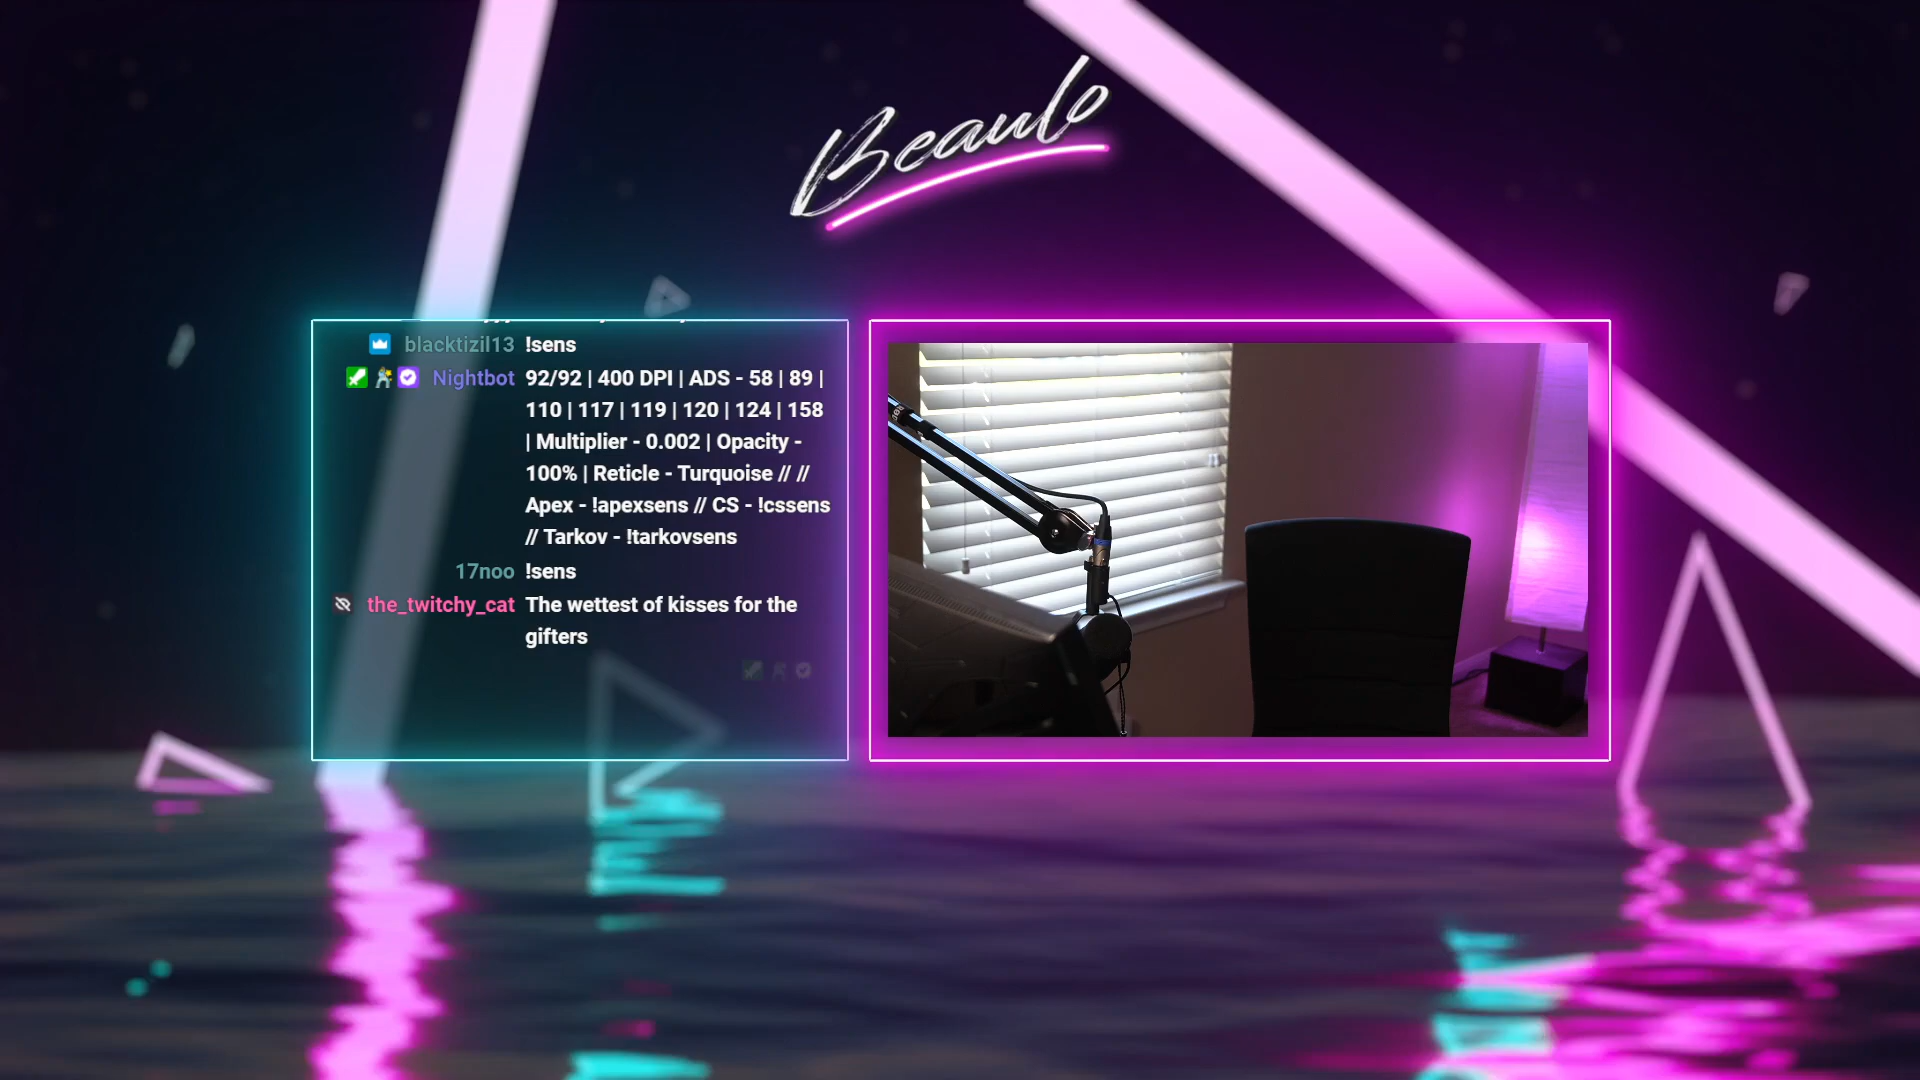 Beaulo
blacktizil13 !sens
Nightbot 92/92 | 400 DPI | ADS - 58 | 89 |
110 | 117 | 119 | 120 | 124 | 158
| Multiplier - 0.002 | Opacity -
100% | Reticle - Turquoise // //
Apex - !apexsens // CS - !cssens
// Tarkov - !tarkovsens
17noo !sens
the_twitchy_cat The wettest of kisses for the
gifters